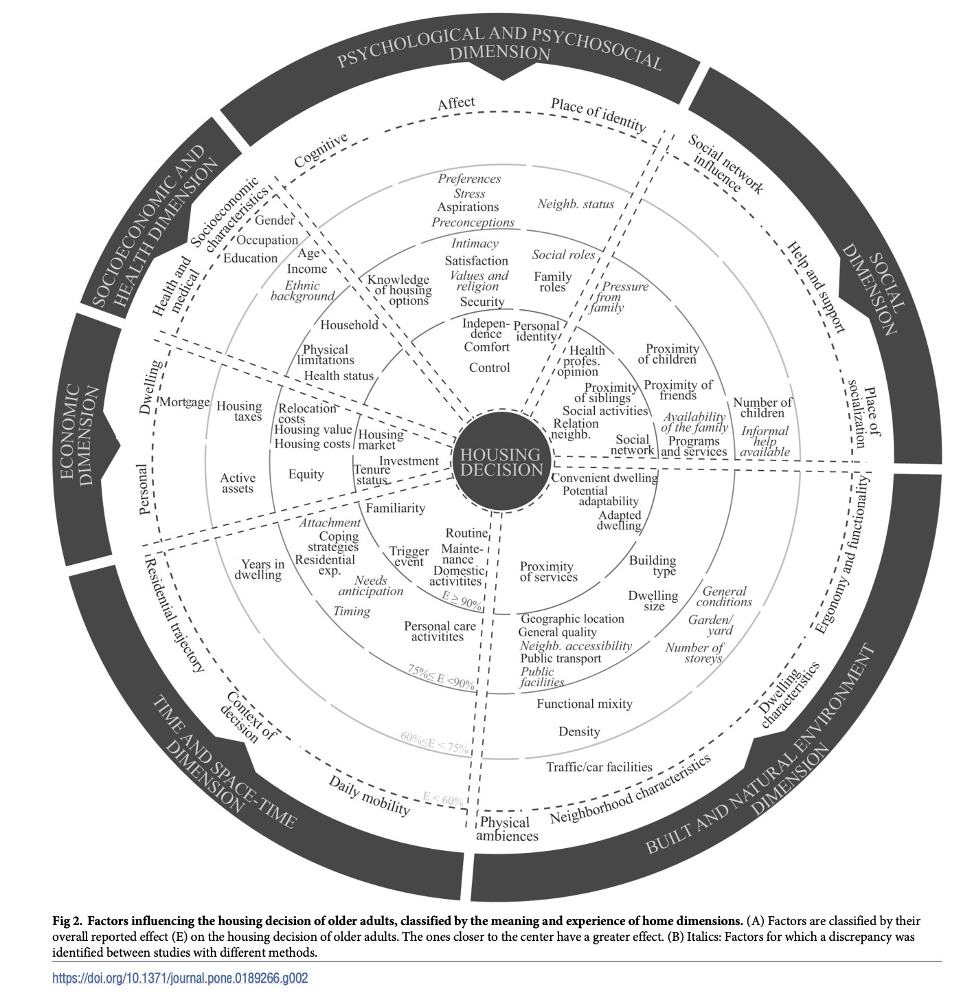 PSYCHOLOGICAL AND PSYCHOSOCIAL
DIMENSION
Cognitive
Affect
Place of identity
Preferences
Stress
Aspirations
Preconceptions
Neighb. status
Intimacy
Satisfaction
Values and
religion
Security
Social roles
Family
roles
Knowledge
of housing
options
Indepen-
dence
Comfort
Control
Personal
identity
SOCIAL
DIMENSION
Social network
influence
Help and support
Place of
socialization
Pressure
from
family
Health
profes.
opinion
Proximity
of children
Proximity
of siblings
Proximity of
friends
Social activities
Relation
neighb.
Social
network
Availability
of the family
Programs
and services
Number of
children
Informal
help
available
SOCIOECONOMIC AND
HEALTH DIMENSION
Socioeconomic
characteristics
Health and
medical
Gender
Occupation
Education
Age
Income
Ethnic
background
Household
Physical
limitations
Health status
ECONOMIC
DIMENSION
Dwelling
Personal
Mortgage
Housing
taxes
Relocation
costs
Housing value
Housing costs
Housing
market
Investment
Tenure
status
Equity
Active
assets
HOUSING
DECISION
TIME AND SPACE-TIME
DIMENSION
Residential trajectory
Context of
decision
Daily mobility
Familiarity
Attachment
Coping
strategies
Residential
exp.
Years in
dwelling
Needs
anticipation
Timing
Trigger
event
Routine
Mainte-
nance
Domestic
activitites
Personal care
activitites
E ≥ 90%
75%≤ E <90%
60%≤E < 75%
E < 60%
BUILT AND NATURAL ENVIRONMENT
DIMENSION
Ergonomy and functionality
Dwelling
characteristics
Neighborhood characteristics
Physical
ambiences
Convenient dwelling
Potential
adaptability
Adapted
dwelling
Proximity
of services
Building
type
Dwelling
size
General
conditions
Garden/
yard
Number of
storeys
Geographic location
General quality
Neighb. accessibility
Public transport
Public
facilities
Functional mixity
Density
Traffic/car facilities
Fig 2. Factors influencing the housing decision of older adults, classified by the meaning and experience of home dimensions. (A) Factors are classified by their
overall reported effect (E) on the housing decision of older adults. The ones closer to the center have a greater effect. (B) Italics: Factors for which a discrepancy was
identified between studies with different methods.
https://doi.org/10.1371/journal.pone.0189266.g002